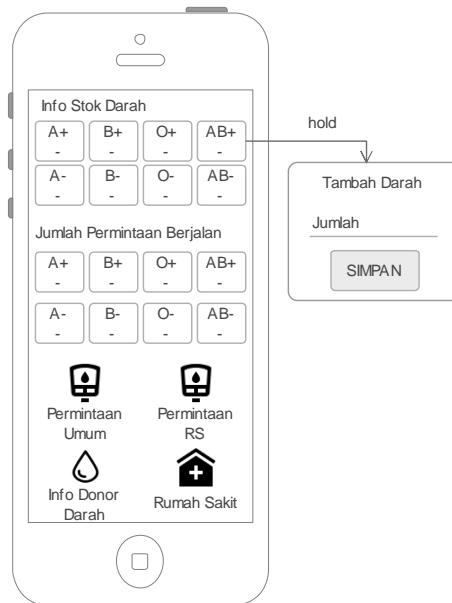 Info Stok Darah
A+ B+ O+ AB+
- - - -
A- B- O- AB-
- - - -
Jumlah Permintaan Berjalan
A+ B+ O+ AB+
- - - -
A- B- O- AB-
- - - -
Permintaan Umum
Permintaan RS
Info Donor Darah
Rumah Sakit
hold
Tambah Darah
Jumlah
SIMPAN